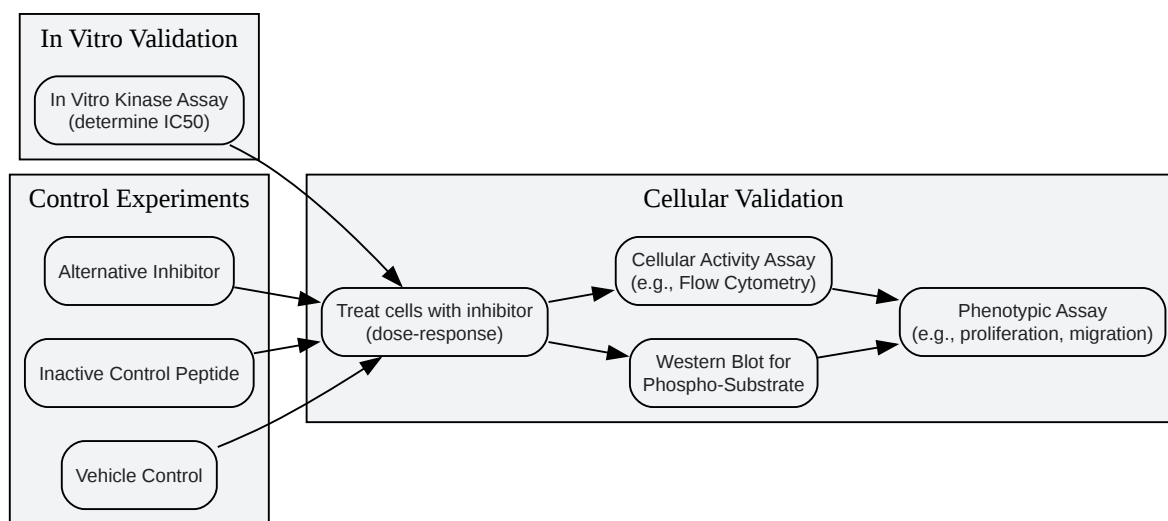 In Vitro Validation
In Vitro Kinase Assay
(determine IC50)
Control Experiments
Alternative Inhibitor
Inactive Control Peptide
Vehicle Control
Cellular Validation
Treat cells with inhibitor
(dose-response)
Cellular Activity Assay
(e.g., Flow Cytometry)
Western Blot for
Phospho-Substrate
Phenotypic Assay
(e.g., proliferation, migration)